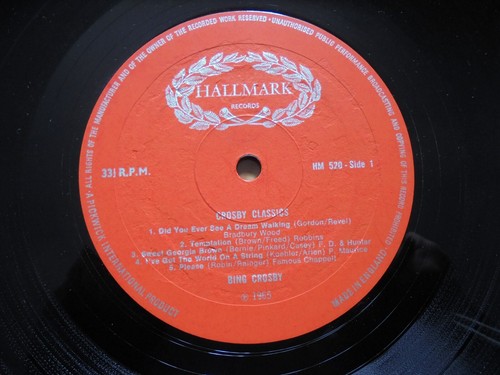 ALL RIGHTS OF THE MANUFACTURER AND OF THE OWNER OF THE RECORDED WORK RESERVED • UNAUTHORISED PUBLIC PERFORMANCE, BROADCASTING AND COPYING OF THIS RECORD PROHIBITED
HALLMARK
RECORDS
33⅓ R.P.M.
HM 520 - Side 1
CROSBY CLASSICS
1. Did You Ever See A Dream Walking (Gordon/Revel)
Bradbury Wood
2. Temptation (Brown/Freed) Robbins
3. Sweet Georgia Brown (Bernie/Pinkard/Casey) F. D. & Hunter
4. I've Got The World On A String (Koehler/Arlen) P. Maurice
5. Please (Robin/Rainger) Famous Chappell
BING CROSBY
℗ 1965
A PICKWICK INTERNATIONAL PRODUCT
MADE IN ENGLAND